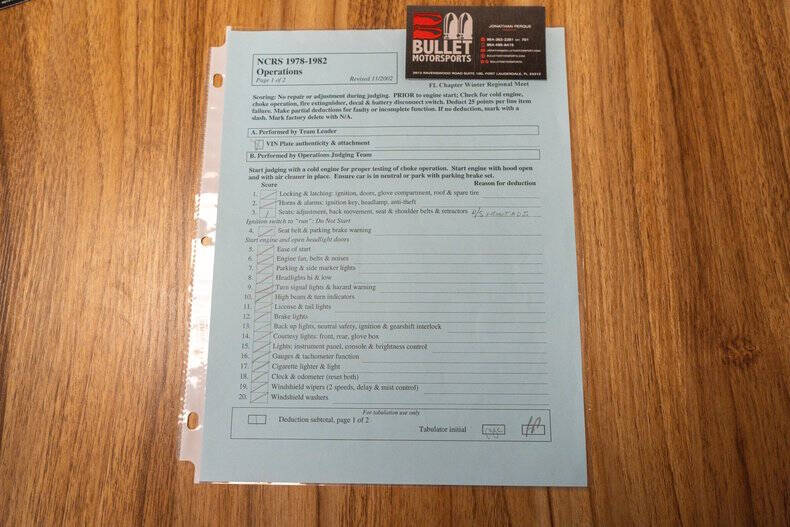 JONATHAN PERQUE
BULLET
MOTORSPORTS
NCRS 1978-1982
Operations
Page 1 of 2
Revised 11/2002
FL Chapter Winter Regional Meet
Scoring: No repair or adjustment during judging. PRIOR to engine start; Check for cold engine,
choke operation, fire extinguisher, decal & battery disconnect switch. Deduct 25 points per line item
failure. Make partial deductions for faulty or incomplete function. If no deduction, mark with a
slash. Mark factory delete with N/A.
A. Performed by Team Leader
VIN Plate authenticity & attachment
B. Performed by Operations Judging Team
Start judging with a cold engine for proper testing of choke operation. Start engine with hood open
and with air cleaner in place. Ensure car is in neutral or park with parking brake set.
Score Reason for deduction
1. Locking & latching: ignition, doors, glove compartment, roof & spare tire
2. Horns & alarms: ignition key, headlamp, anti-theft
3. 1 Seats: adjustment, back movement, seat & shoulder belts & retractors
Ignition switch to "run"; Do Not Start
4. Seat belt & parking brake warning
Start engine and open headlight doors
5. Ease of start
6. Engine fan, belts & noises
7. Parking & side marker lights
8. Headlights hi & low
9. Turn signal lights & hazard warning
10. High beam & turn indicators
11. License & tail lights
12. Brake lights
13. Back up lights, neutral safety, ignition & gearshift interlock
14. Courtesy lights: front, rear, glove box
15. Lights: instrument panel, console & brightness control
16. Gauges & tachometer function
17. Cigarette lighter & light
18. Clock & odometer (reset both)
19. Windshield wipers (2 speeds, delay & mist control)
20. Windshield washers
For tabulation use only
1 Deduction subtotal, page 1 of 2
Tabulator initial